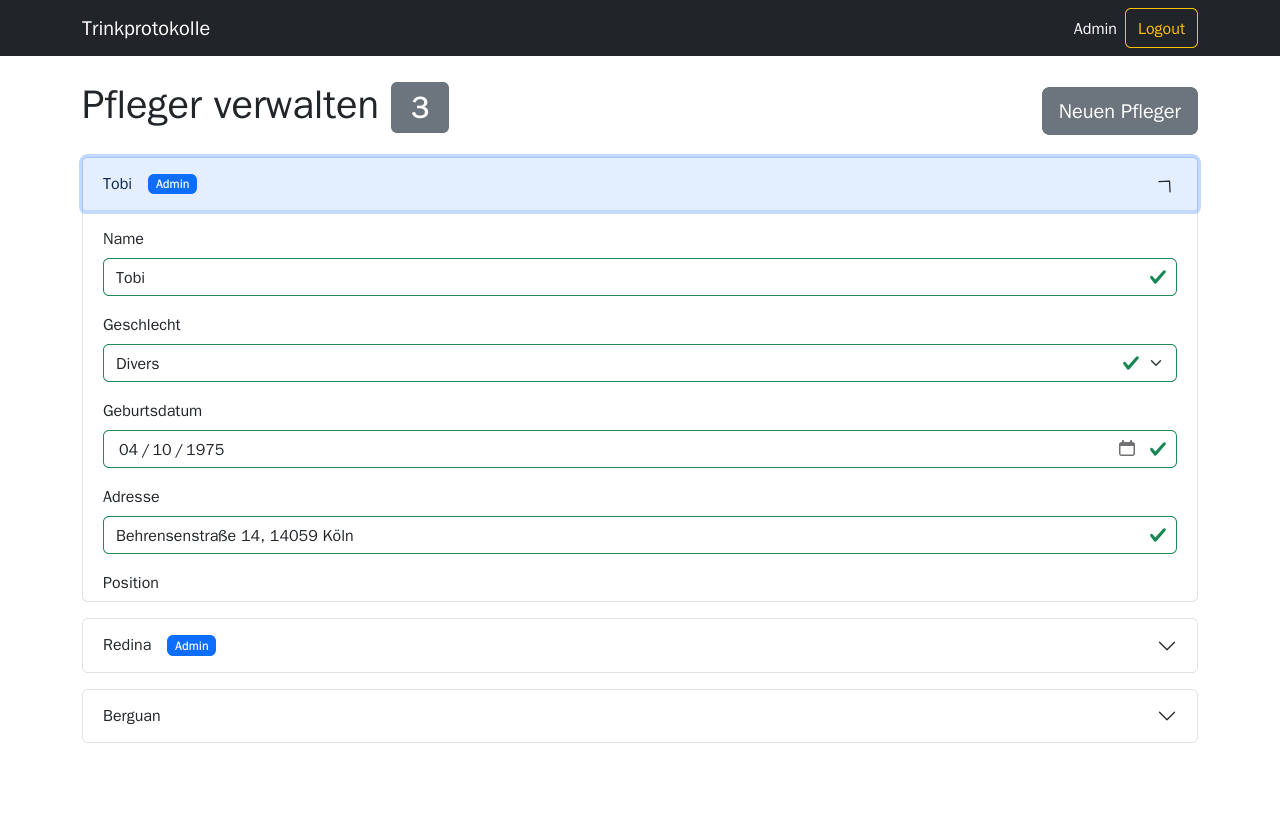 Trinkprotokolle Admin Logout
Pfleger verwalten 3 Neuen Pfleger
Tobi Admin
Name
Tobi
Geschlecht
Divers
Geburtsdatum
04 / 10 / 1975
Adresse
Behrensenstraße 14, 14059 Köln
Position
Redina Admin
Berguan